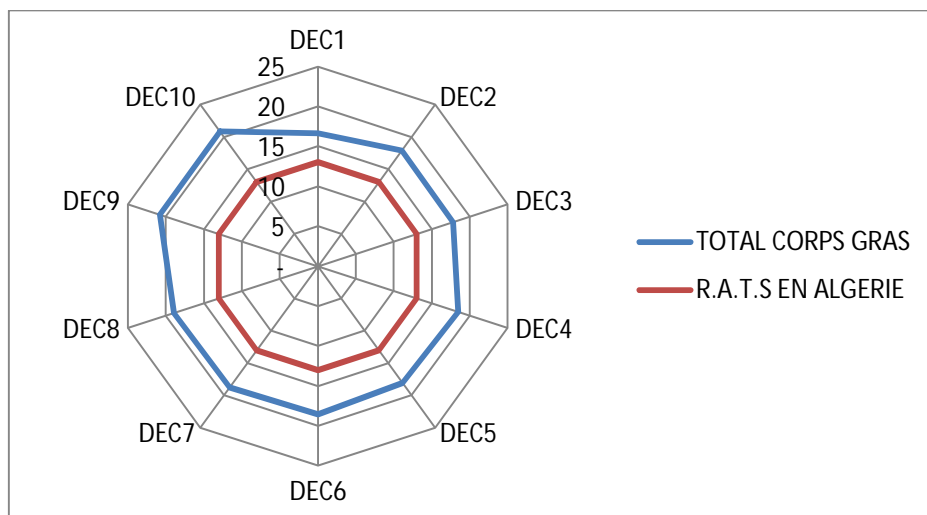 DEC1
DEC2
DEC3
DEC4
DEC5
DEC6
DEC7
DEC8
DEC9
DEC10
25
20
15
10
5
-
TOTAL CORPS GRAS
R.A.T.S EN ALGERIE